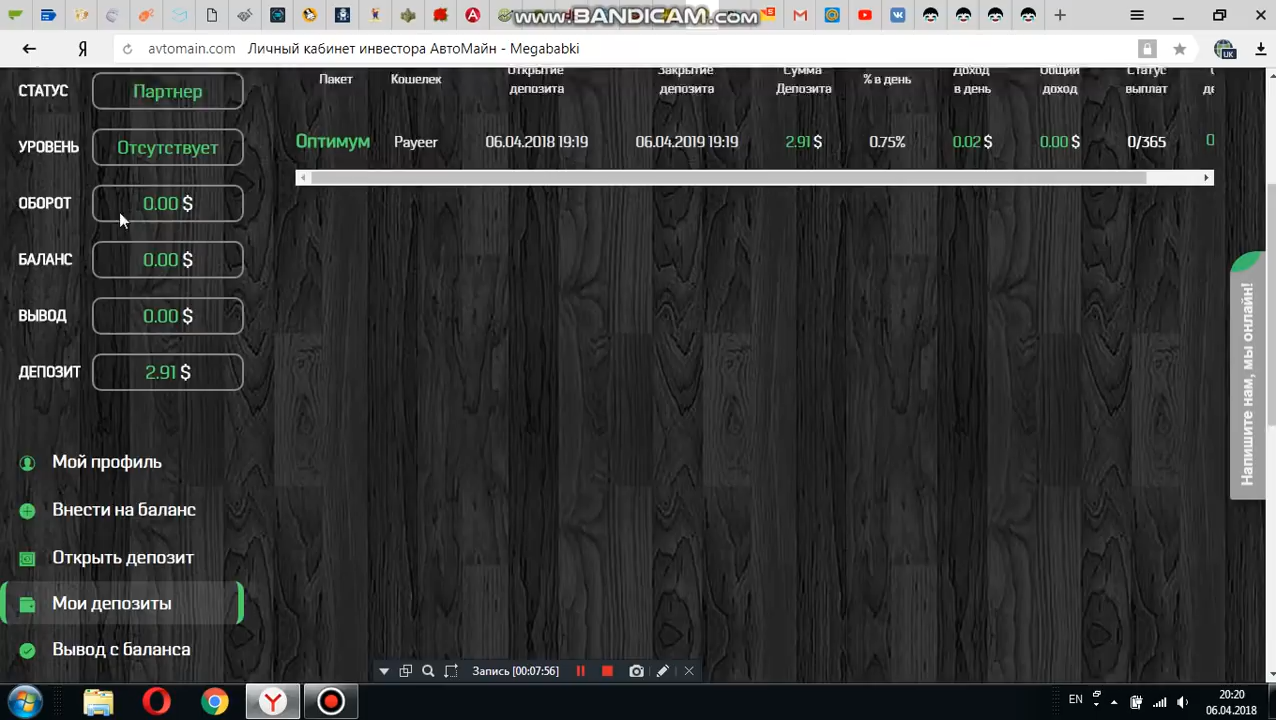 www.BANDICAM.com
avtomain.com Личный кабинет инвестора АвтоМайн - Megababki
UK
СТАТУС Партнер
УРОВЕНЬ Отсутствует
ОБОРОТ 0.00 $
БАЛАНС 0.00 $
ВЫВОД 0.00 $
ДЕПОЗИТ 2.91 $
Мой профиль
Внести на баланс
Открыть депозит
Мои депозиты
Вывод с баланса
Пакет Кошелек Открытие депозита Закрытие депозита Сумма Депозита % в день Доход в день Общий доход Статус выплат
Оптимум Payeer 06.04.2018 19:19 06.04.2019 19:19 2.91 $ 0.75% 0.02 $ 0.00 $ 0/365
Напишите нам, мы онлайн!
Запись [00:07:56]
EN 20:20
06.04.2018